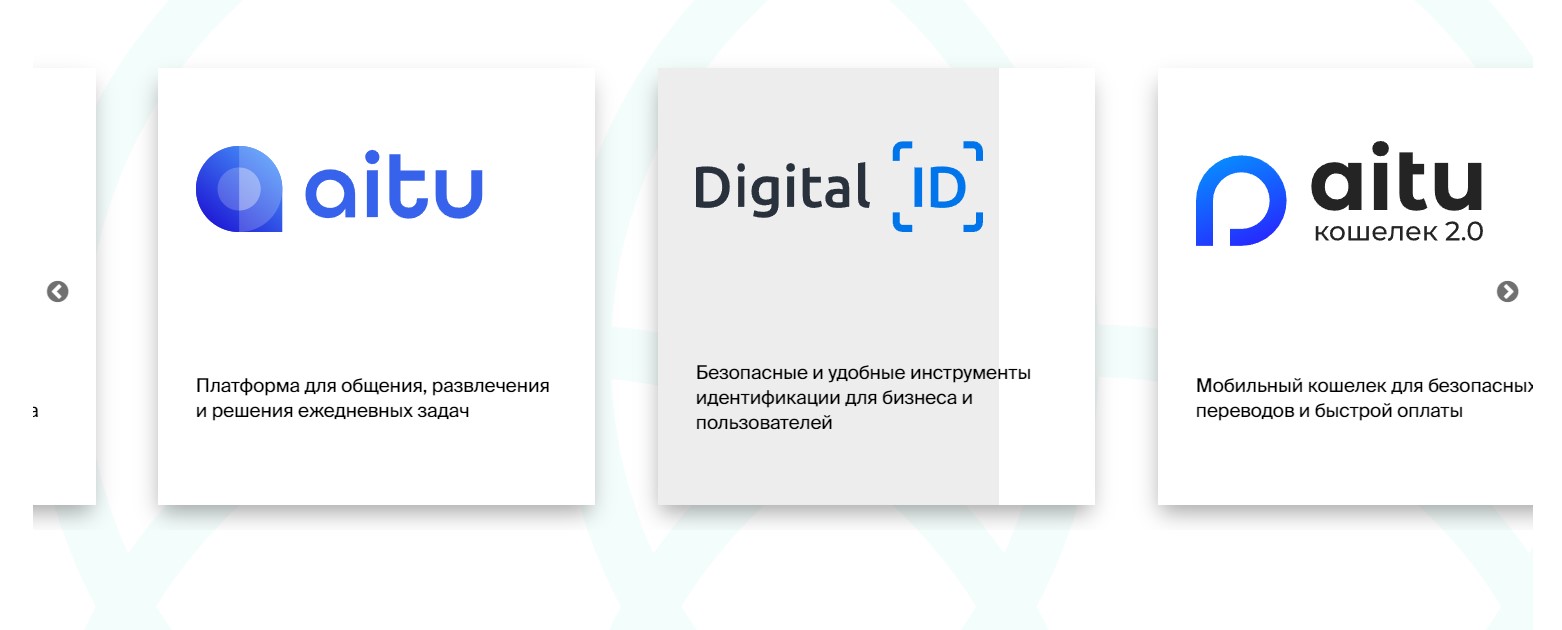 aitu
Платформа для общения, развлечения
и решения ежедневных задач
Digital ID
Безопасные и удобные инструменты
идентификации для бизнеса и
пользователей
aitu
кошелек 2.0
Мобильный кошелек для безопасных
переводов и быстрой оплаты